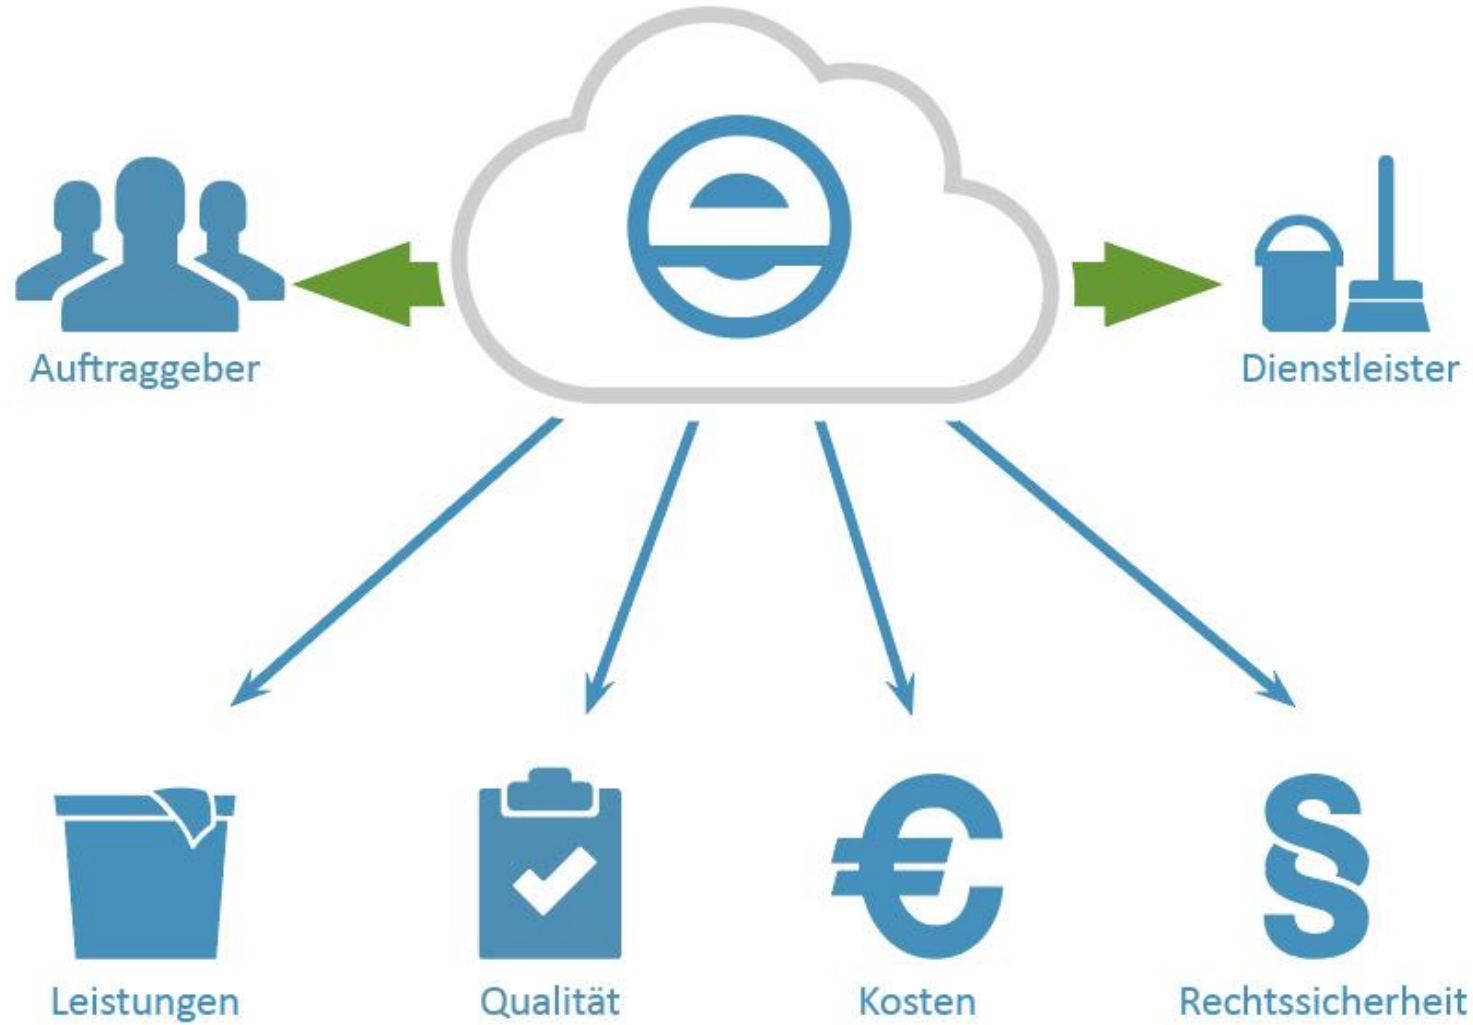 Auftraggeber
Dienstleister
Leistungen
Qualität
Kosten
Rechtssicherheit